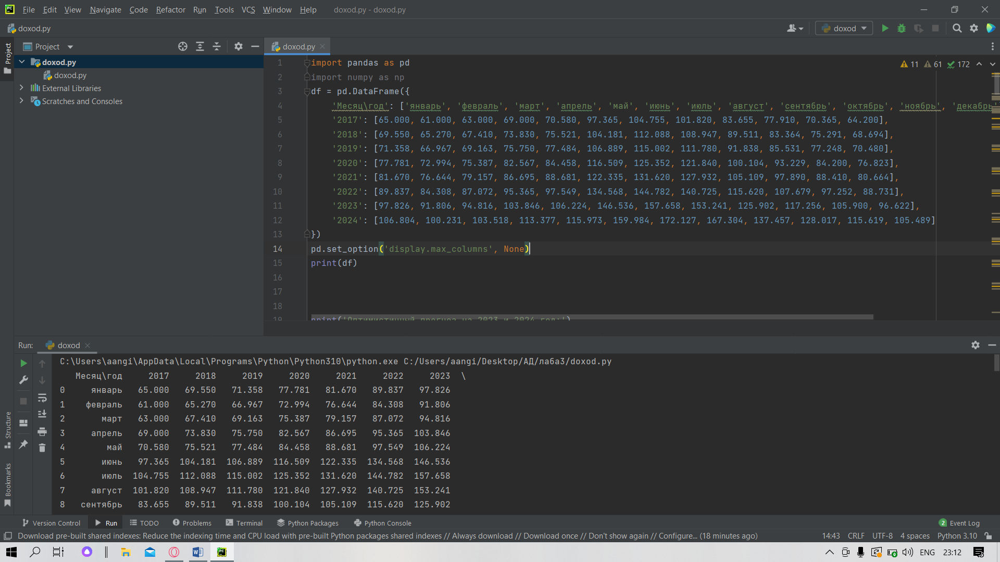 File Edit View Navigate Code Refactor Run Tools VCS Window Help doxod.py - doxod.py
doxod.py
doxod
Project
Project
doxod.py
doxod.py
doxod.py
External Libraries
Scratches and Consoles
11 61 172
1 import pandas as pd
2 import numpy as np
3 df = pd.DataFrame({
4 'Месяц\год': ['январь', 'февраль', 'март', 'апрель', 'май', 'июнь', 'июль', 'август', 'сентябрь', 'октябрь', 'ноябрь', 'декабрь'
5 '2017': [65.000, 61.000, 63.000, 69.000, 70.580, 97.365, 104.755, 101.820, 83.655, 77.910, 70.365, 64.200],
6 '2018': [69.550, 65.270, 67.410, 73.830, 75.521, 104.181, 112.088, 108.947, 89.511, 83.364, 75.291, 68.694],
7 '2019': [71.358, 66.967, 69.163, 75.750, 77.484, 106.889, 115.002, 111.780, 91.838, 85.531, 77.248, 70.480],
8 '2020': [77.781, 72.994, 75.387, 82.567, 84.458, 116.509, 125.352, 121.840, 100.104, 93.229, 84.200, 76.823],
9 '2021': [81.670, 76.644, 79.157, 86.695, 88.681, 122.335, 131.620, 127.932, 105.109, 97.890, 88.410, 80.664],
10 '2022': [89.837, 84.308, 87.072, 95.365, 97.549, 134.568, 144.782, 140.725, 115.620, 107.679, 97.252, 88.731],
11 '2023': [97.826, 91.806, 94.816, 103.846, 106.224, 146.536, 157.658, 153.241, 125.902, 117.256, 105.900, 96.622],
12 '2024': [106.804, 100.231, 103.518, 113.377, 115.973, 159.984, 172.127, 167.304, 137.457, 128.017, 115.619, 105.489]
13 })
14 pd.set_option('display.max_columns', None)
15 print(df)
16
17
18
19 print('Оптимистичный прогноз на 2023 и 2024 год:')
Run: doxod
C:\Users\aangi\AppData\Local\Programs\Python\Python310\python.exe C:/Users/aangi/Desktop/АД/лаба3/doxod.py
Месяц\год 2017 2018 2019 2020 2021 2022 2023 \
0 январь 65.000 69.550 71.358 77.781 81.670 89.837 97.826
1 февраль 61.000 65.270 66.967 72.994 76.644 84.308 91.806
2 март 63.000 67.410 69.163 75.387 79.157 87.072 94.816
3 апрель 69.000 73.830 75.750 82.567 86.695 95.365 103.846
4 май 70.580 75.521 77.484 84.458 88.681 97.549 106.224
5 июнь 97.365 104.181 106.889 116.509 122.335 134.568 146.536
6 июль 104.755 112.088 115.002 125.352 131.620 144.782 157.658
7 август 101.820 108.947 111.780 121.840 127.932 140.725 153.241
8 сентябрь 83.655 89.511 91.838 100.104 105.109 115.620 125.902
Structure
Bookmarks
Version Control Run TODO Problems Terminal Python Packages Python Console 2 Event Log
Download pre-built shared indexes: Reduce the indexing time and CPU load with pre-built Python packages shared indexes // Always download // Download once // Don't show again // Configure... (18 minutes ago) 14:43 CRLF UTF-8 4 spaces Python 3.10
ENG 23:12